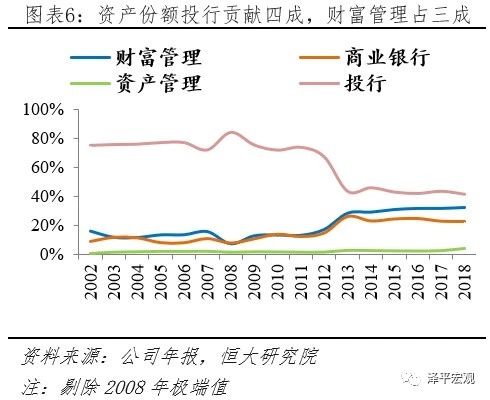 图表6：资产份额投行贡献四成，财富管理占三成
财富管理 商业银行
资产管理 投行
100%
80%
60%
40%
20%
0%
2002 2003 2004 2005 2006 2007 2008 2009 2010 2011 2012 2013 2014 2015 2016 2017 2018
资料来源：公司年报，恒大研究院
注：剔除2008年极端值
泽平宏观